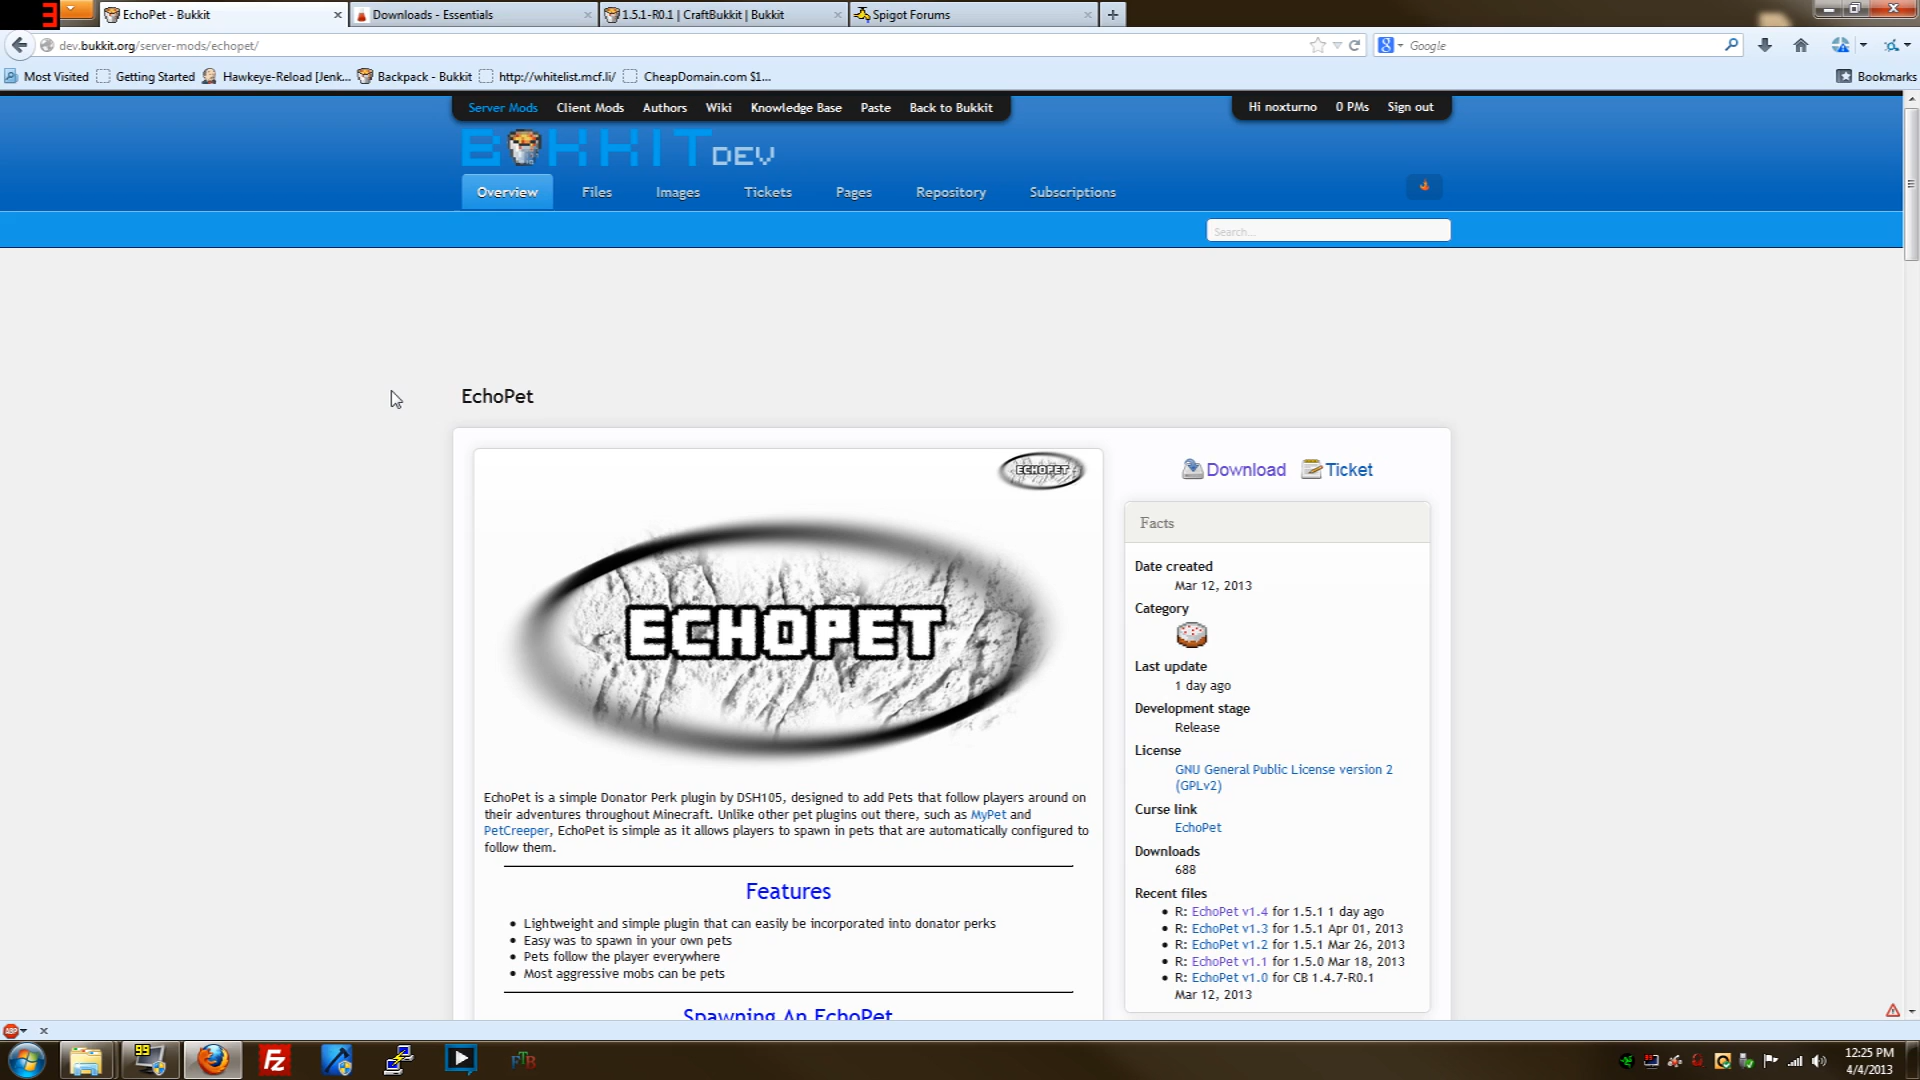 3
EchoPet - Bukkit
Downloads - Essentials
1.5.1-R0.1 | CraftBukkit | Bukkit
Spigot Forums
dev.bukkit.org/server-mods/echopet/
Google
Most Visited
Getting Started
Hawkeye-Reload [Jenk...
Backpack - Bukkit
http://whitelist.mcf.li/
CheapDomain.com $1...
Bookmarks
Server Mods Client Mods Authors Wiki Knowledge Base Paste Back to Bukkit
Hi noxturno 0 PMs Sign out
BUKKIT DEV
Overview Files Images Tickets Pages Repository Subscriptions
Search...
EchoPet
ECHOPET
Download Ticket
ECHOPET
Facts
Date created
Mar 12, 2013
Category
Last update
1 day ago
Development stage
Release
License
GNU General Public License version 2
(GPLv2)
Curse link
EchoPet
Downloads
688
Recent files
R: EchoPet v1.4 for 1.5.1 1 day ago
R: EchoPet v1.3 for 1.5.1 Apr 01, 2013
R: EchoPet v1.2 for 1.5.1 Mar 26, 2013
R: EchoPet v1.1 for 1.5.0 Mar 18, 2013
R: EchoPet v1.0 for CB 1.4.7-R0.1
Mar 12, 2013
EchoPet is a simple Donator Perk plugin by DSH105, designed to add Pets that follow players around on
their adventures throughout Minecraft. Unlike other pet plugins out there, such as MyPet and
PetCreeper, EchoPet is simple as it allows players to spawn in pets that are automatically configured to
follow them.
Features
Lightweight and simple plugin that can easily be incorporated into donator perks
Easy was to spawn in your own pets
Pets follow the player everywhere
Most aggressive mobs can be pets
Spawning An EchoPet
ABP
99
Fz
FTB
12:25 PM
4/4/2013